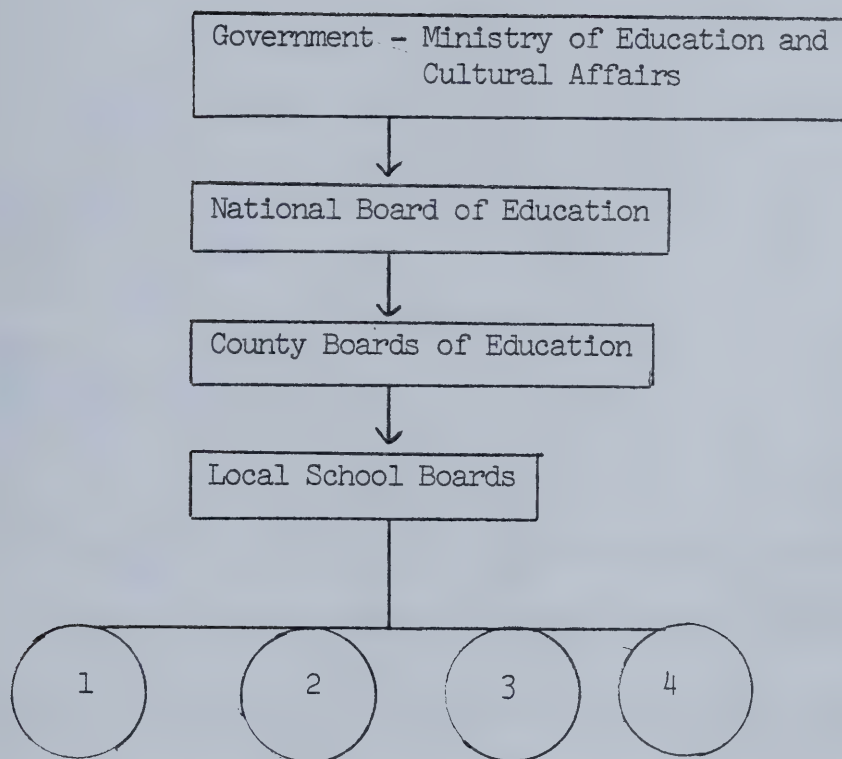 Government - Ministry of Education and
Cultural Affairs
National Board of Education
County Boards of Education
Local School Boards
1 2 3 4